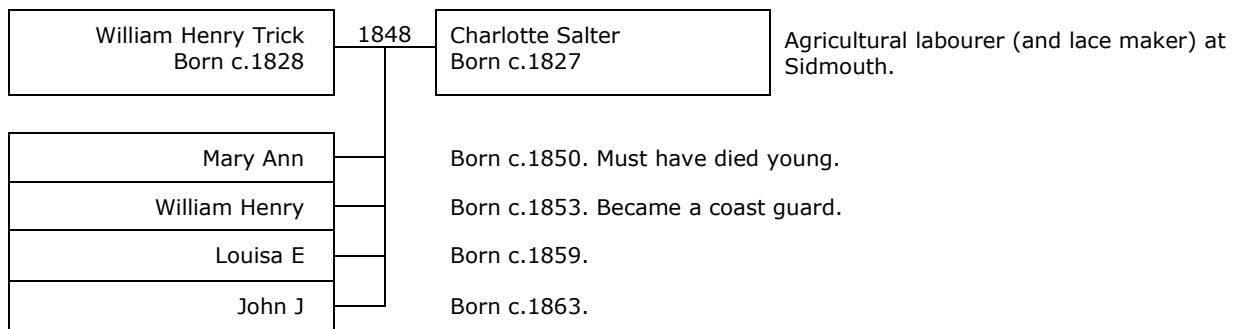 William Henry Trick
Born c.1828
1848
Charlotte Salter
Born c.1827
Agricultural labourer (and lace maker) at
Sidmouth.
Mary Ann
Born c.1850. Must have died young.
William Henry
Born c.1853. Became a coast guard.
Louisa E
Born c.1859.
John J
Born c.1863.